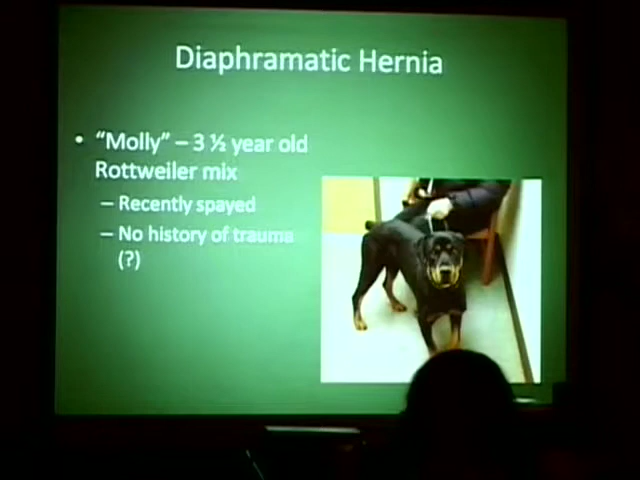 Diaphramatic Hernia
• “Molly” – 3 ½ year old
Rottweiler mix
– Recently spayed
– No history of trauma
(?)